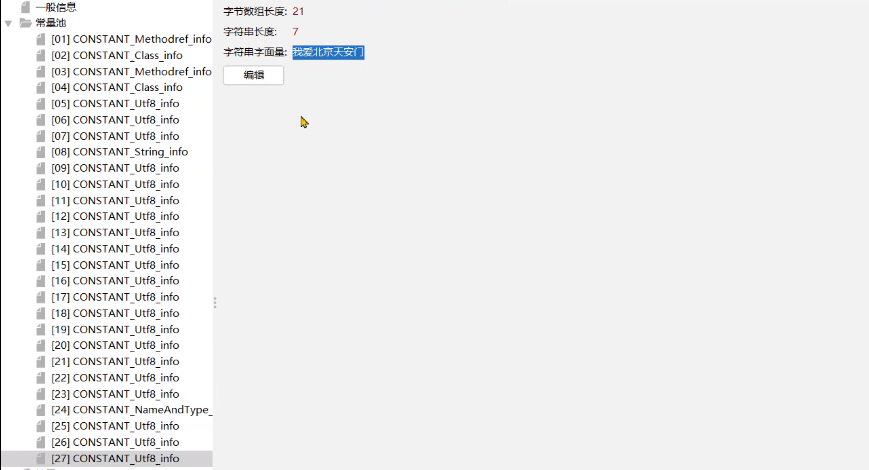 一般信息
常量池
[01] CONSTANT_Methodref_info
[02] CONSTANT_Class_info
[03] CONSTANT_Methodref_info
[04] CONSTANT_Class_info
[05] CONSTANT_Utf8_info
[06] CONSTANT_Utf8_info
[07] CONSTANT_Utf8_info
[08] CONSTANT_String_info
[09] CONSTANT_Utf8_info
[10] CONSTANT_Utf8_info
[11] CONSTANT_Utf8_info
[12] CONSTANT_Utf8_info
[13] CONSTANT_Utf8_info
[14] CONSTANT_Utf8_info
[15] CONSTANT_Utf8_info
[16] CONSTANT_Utf8_info
[17] CONSTANT_Utf8_info
[18] CONSTANT_Utf8_info
[19] CONSTANT_Utf8_info
[20] CONSTANT_Utf8_info
[21] CONSTANT_Utf8_info
[22] CONSTANT_Utf8_info
[23] CONSTANT_Utf8_info
[24] CONSTANT_NameAndType_
[25] CONSTANT_Utf8_info
[26] CONSTANT_Utf8_info
[27] CONSTANT_Utf8_info
字节数组长度: 21
字符串长度: 7
字符串字面量: 我爱北京天安门
编辑